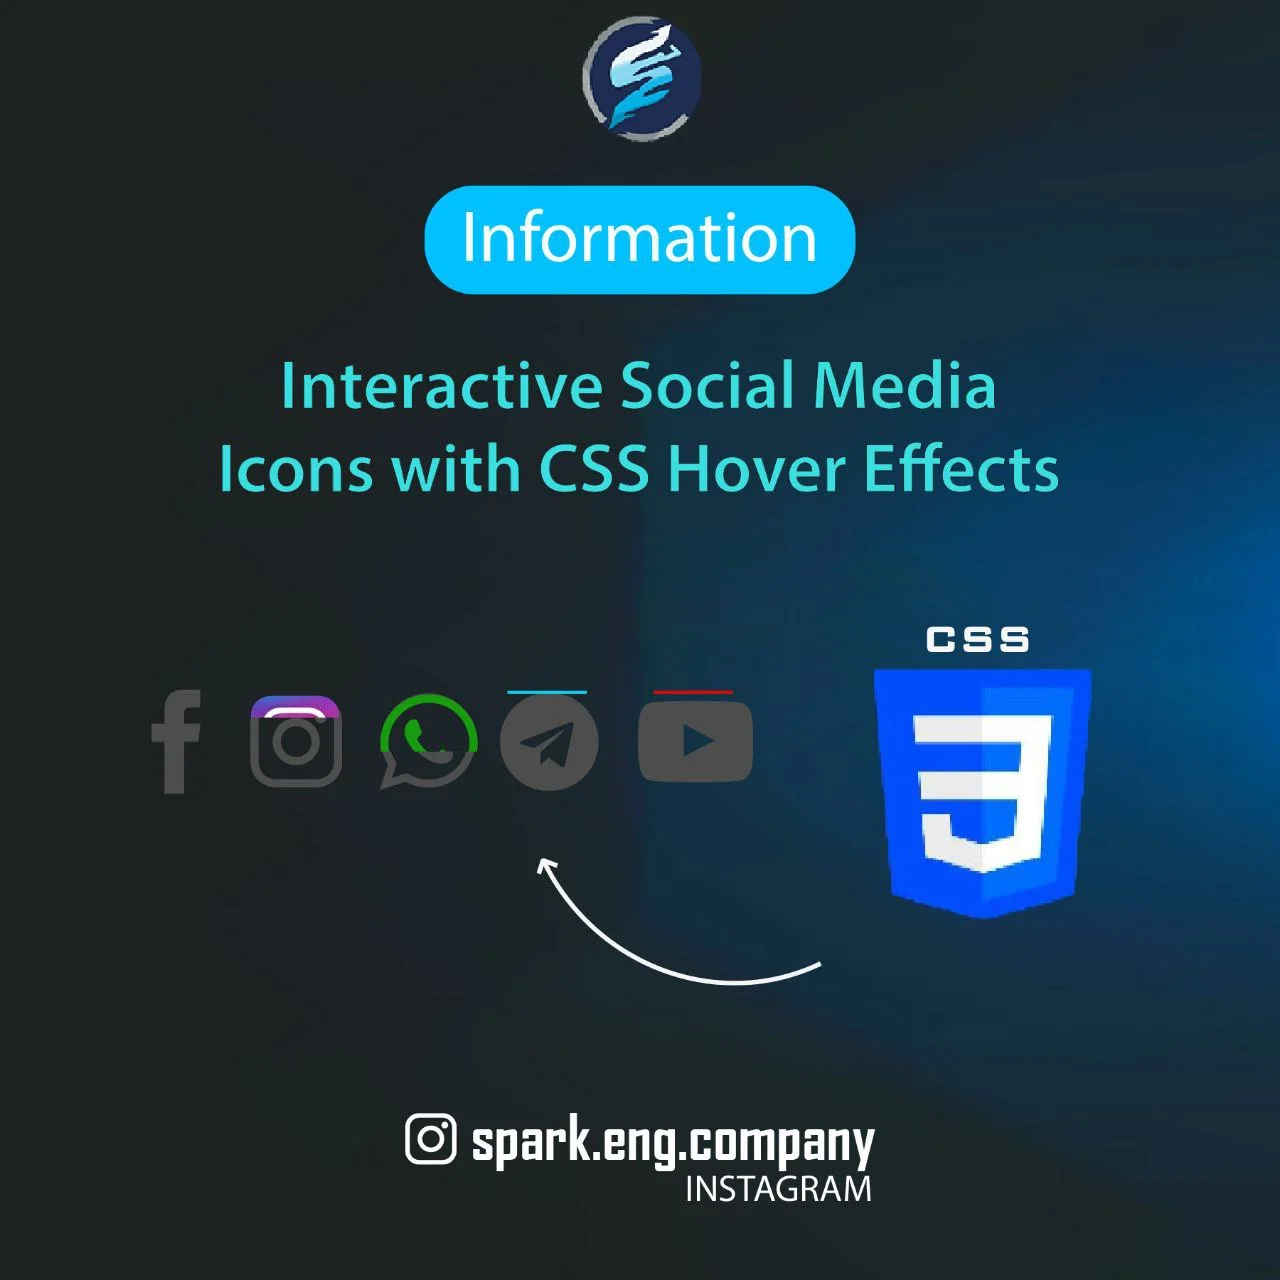 Information
Interactive Social Media
Icons with CSS Hover Effects
CSS
spark.eng.company
INSTAGRAM